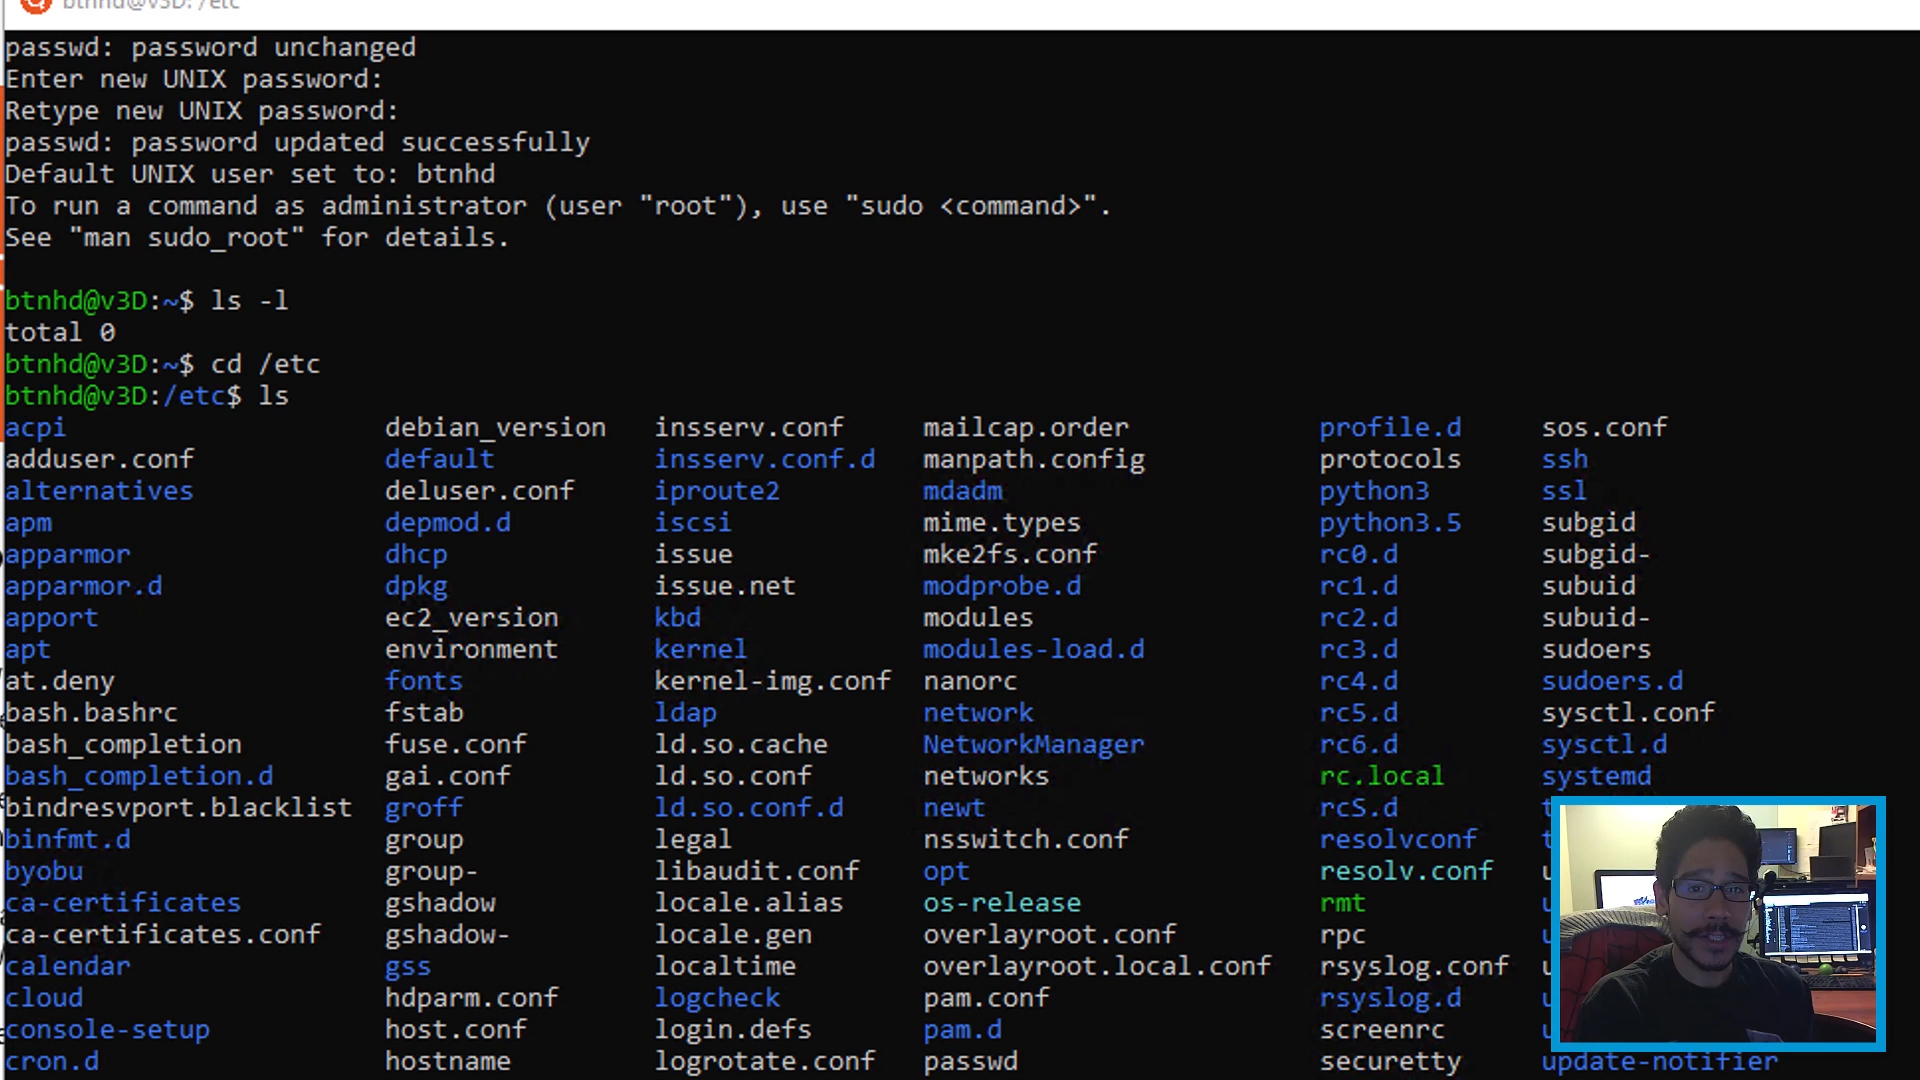 btnhd@v3D: /etc
passwd: password unchanged
Enter new UNIX password:
Retype new UNIX password:
passwd: password updated successfully
Default UNIX user set to: btnhd
To run a command as administrator (user "root"), use "sudo <command>".
See "man sudo_root" for details.
btnhd@v3D:~$ ls -l
total 0
btnhd@v3D:~$ cd /etc
btnhd@v3D:/etc$ ls
acpi debian_version insserv.conf mailcap.order profile.d sos.conf
adduser.conf default insserv.conf.d manpath.config protocols ssh
alternatives deluser.conf iproute2 mdadm python3 ssl
apm depmod.d iscsi mime.types python3.5 subgid
apparmor dhcp issue mke2fs.conf rc0.d subgid-
apparmor.d dpkg issue.net modprobe.d rc1.d subuid
apport ec2_version kbd modules rc2.d subuid-
apt environment kernel modules-load.d rc3.d sudoers
at.deny fonts kernel-img.conf nanorc rc4.d sudoers.d
bash.bashrc fstab ldap network rc5.d sysctl.conf
bash_completion fuse.conf ld.so.cache NetworkManager rc6.d sysctl.d
bash_completion.d gai.conf ld.so.conf networks rc.local systemd
bindresvport.blacklist groff ld.so.conf.d newt rcS.d
binfmt.d group legal nsswitch.conf resolvconf
byobu group- libaudit.conf opt resolv.conf
ca-certificates gshadow locale.alias os-release rmt
ca-certificates.conf gshadow- locale.gen overlayroot.conf rpc
calendar gss localtime overlayroot.local.conf rsyslog.conf
cloud hdparm.conf logcheck pam.conf rsyslog.d
console-setup host.conf login.defs pam.d screenrc
cron.d hostname logrotate.conf passwd securetty update-notifier